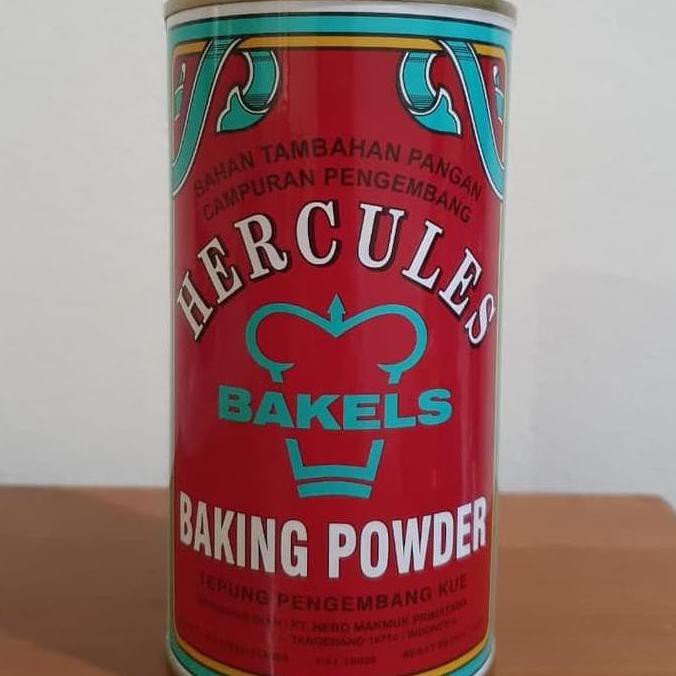 BAHAN TAMBAHAN PANGAN
CAMPURAN PENGEMBANG
HERCULES
BAKELS
BAKING POWDER
TEPUNG PENGEMBANG KUE
PT. HERO MAKMUR PRIMATAMA
TANGERANG INDONESIA